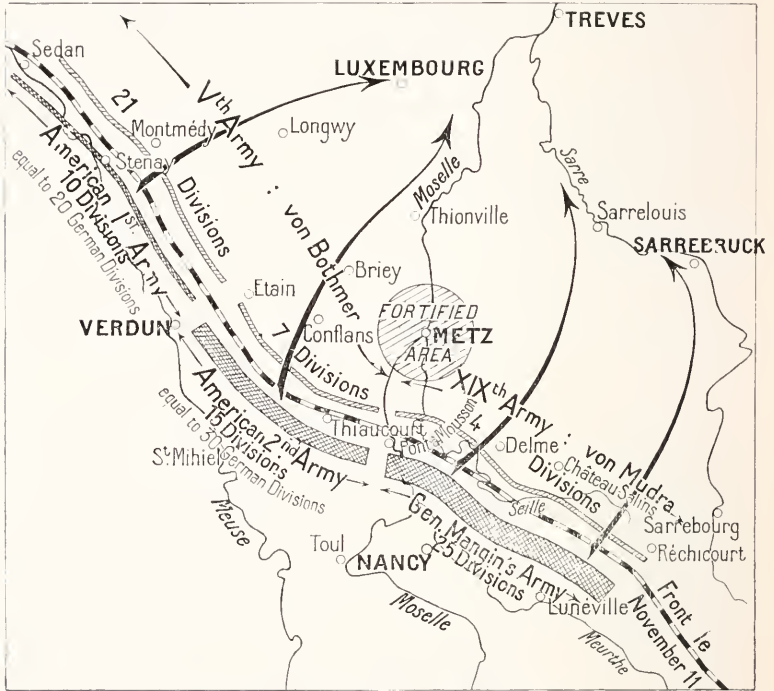 TREVES
Sedan
LUXEMBOURG
21
Divisions
Vth Army : von Bothmer
Montmédy
Longwy
Stenay
American 1st. Army
10 Divisions
equal to 20 German Divisions
Moselle
Sarre
Thionville
Sarrelouis
SARREBRUCK
Etain
Briey
VERDUN
Conflans
FORTIFIED
METZ
AREA
7
Divisions
XIXth Army : von Mudra
4
Divisions
American 2nd Army
15 Divisions
equal to 30 German Divisions
Thiaucourt
Pont à Mousson
Delme
Château Salins
St Mihiel
Seille
Sarrebourg
Réchicourt
Meuse
Toul
NANCY
Gen. Mangin's Army
25 Divisions
Lunéville
Moselle
Meurthe
Front le
November 11